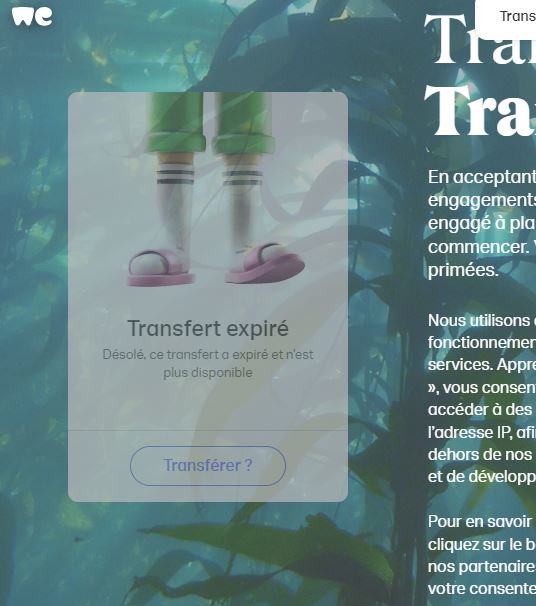 we
Trans
Tra
Transfert expiré
Désolé, ce transfert a expiré et n'est
plus disponible
Transférer ?
En acceptant
engagements
engagé à pla
commencer. V
primées.
Nous utilisons
fonctionnemen
services. Appre
», vous consen
accéder à des
l'adresse IP, afi
dehors de nos
et de développ
Pour en savoir
cliquez sur le b
nos partenaire
votre consente